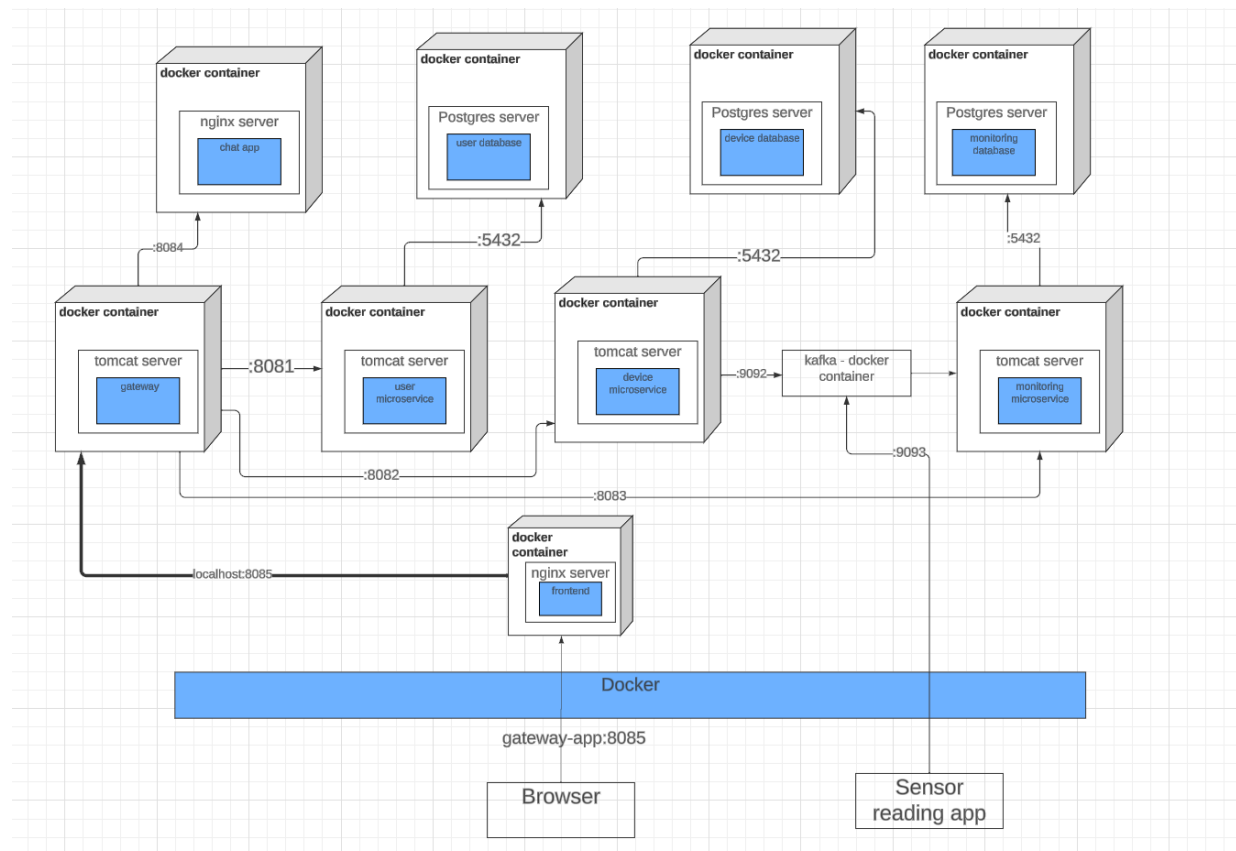 docker container
nginx server
chat app
docker container
Postgres server
user database
docker container
Postgres server
device database
docker container
Postgres server
monitoring
database
:8084
:5432
:5432
:5432
docker container
tomcat server
gateway
:8081
docker container
tomcat server
user
microservice
docker container
tomcat server
device
microservice
:9092
kafka - docker
container
docker container
tomcat server
monitoring
microservice
:9093
:8082
:8083
docker
container
nginx server
frontend
localhost:8085
Docker
gateway-app:8085
Browser
Sensor
reading app